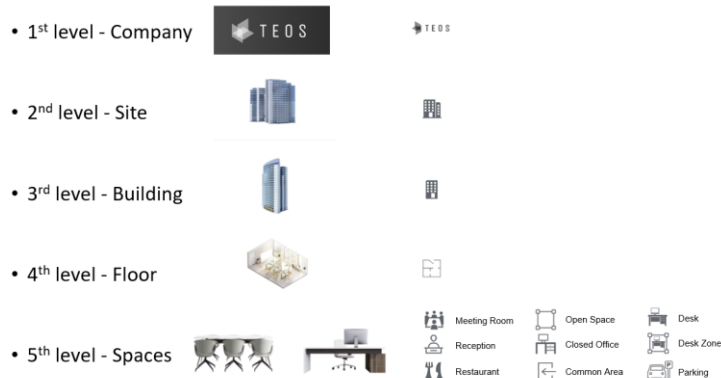 • 1st level - Company
TEOS
TEOS
• 2nd level - Site
• 3rd level - Building
• 4th level - Floor
• 5th level - Spaces
Meeting Room
Open Space
Desk
Reception
Closed Office
Desk Zone
Restaurant
Common Area
Parking